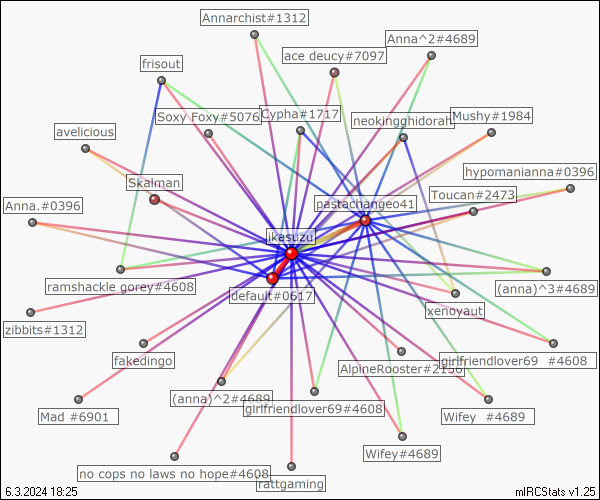 Annarchist#1312
Anna^2#4689
ace deucy#7097
frisout
Soxy Foxy#5076
Cypha#1717
neokingghidorah
Mushy#1984
avelicious
hypomanianna#0396
Skalman
Toucan#2473
Anna.#0396
pastachangeo41
ikasuzu
ramshackle gorey#4608
default#0617
(anna)^3#4689
xenoyaut
zibbits#1312
fakedingo
girlfriendlover69 #4608
AlpineRooster#2156
(anna)^2#4689
girlfriendlover69#4608
Mad #6901
Wifey #4689
Wifey#4689
no cops no laws no hope#4608
rattgaming
6.3.2024 18:25
mIRCStats v1.25